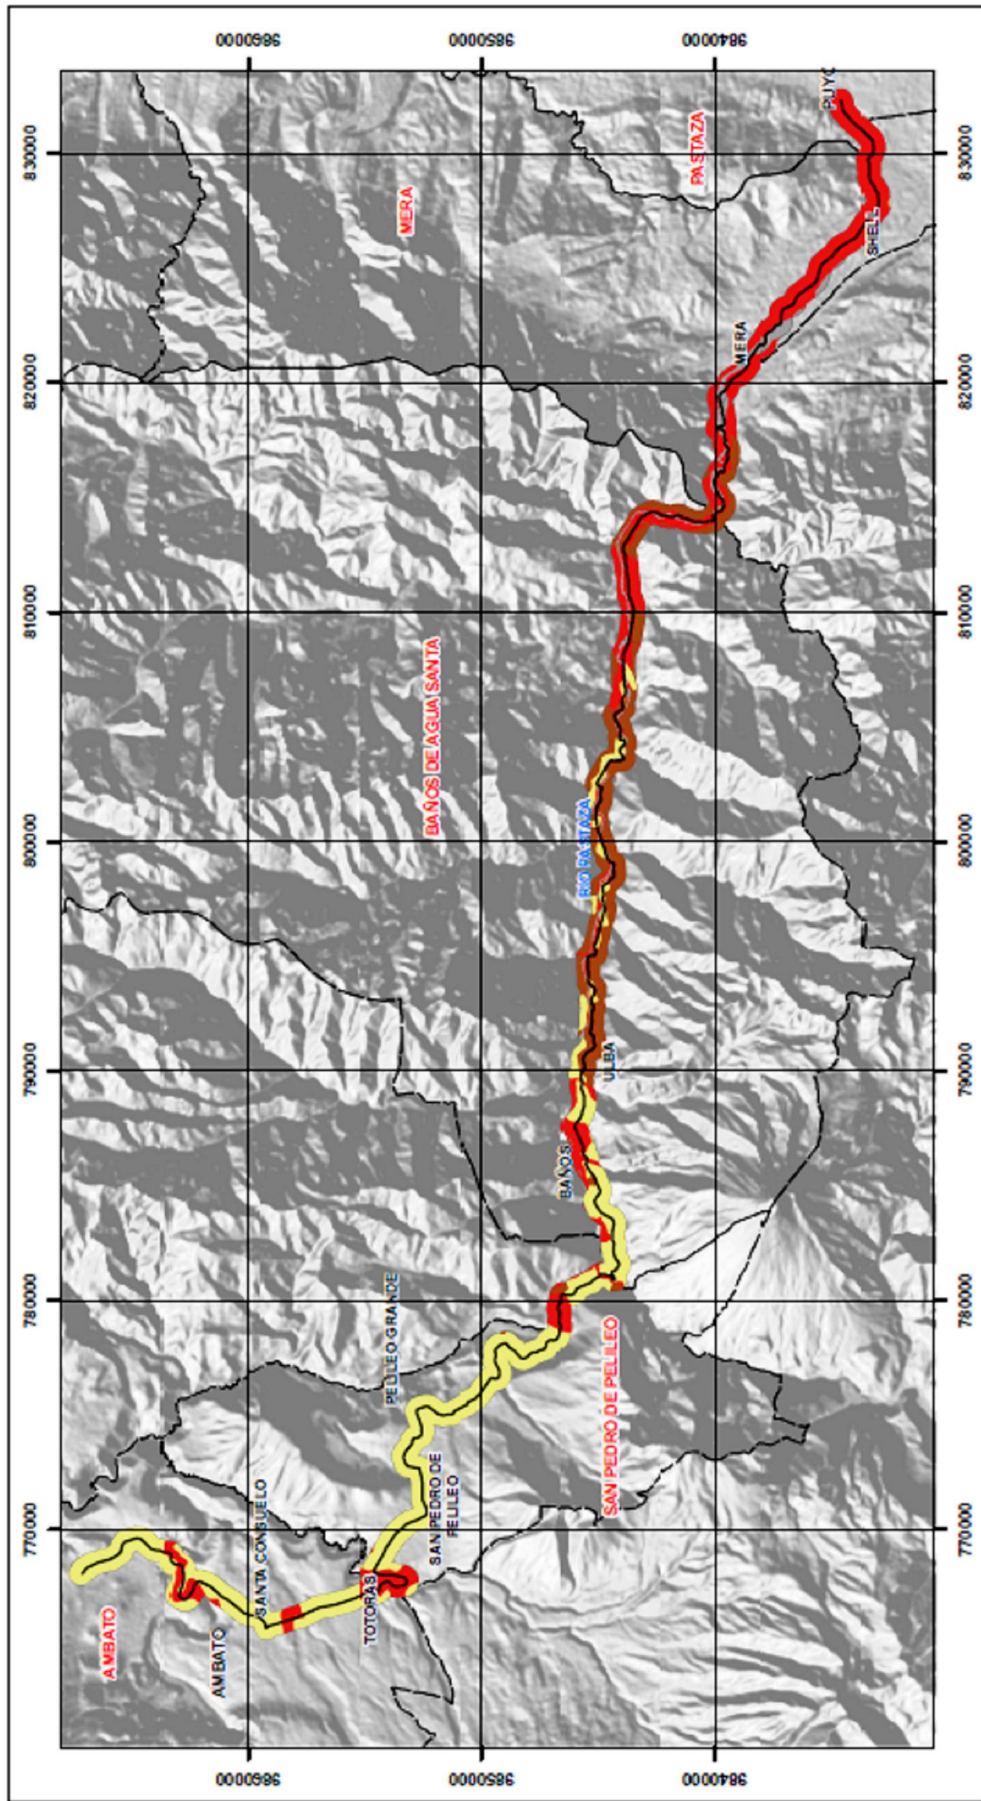 770000 780000 790000 800000 810000 820000 830000
9860000
9860000
9850000
9850000
9840000
9840000
AMBATO
AMBATO
SANTA CONSUELO
TOTORAS
PELILEO GRANDE
MERA
BAÑOS DE AGUA SANTA
SAN PEDRO DE
PELILEO
BAÑOS
RIO PASTAZA
ULBA
SAN PEDRO DE PELILEO
PASTAZA
MERA
PUYO
SHELL
770000 780000 790000 800000 810000 820000 830000